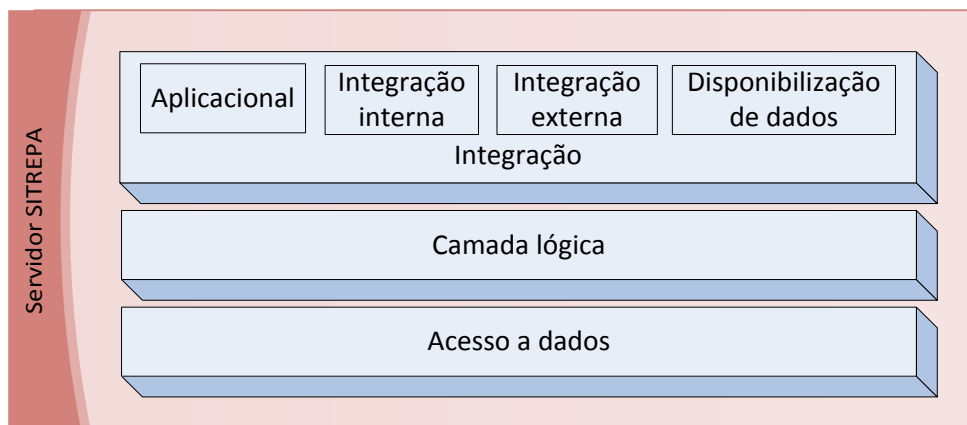 Servidor SITREPA
Aplicacional
Integração
interna
Integração
externa
Disponibilização
de dados
Integração
Camada lógica
Acesso a dados